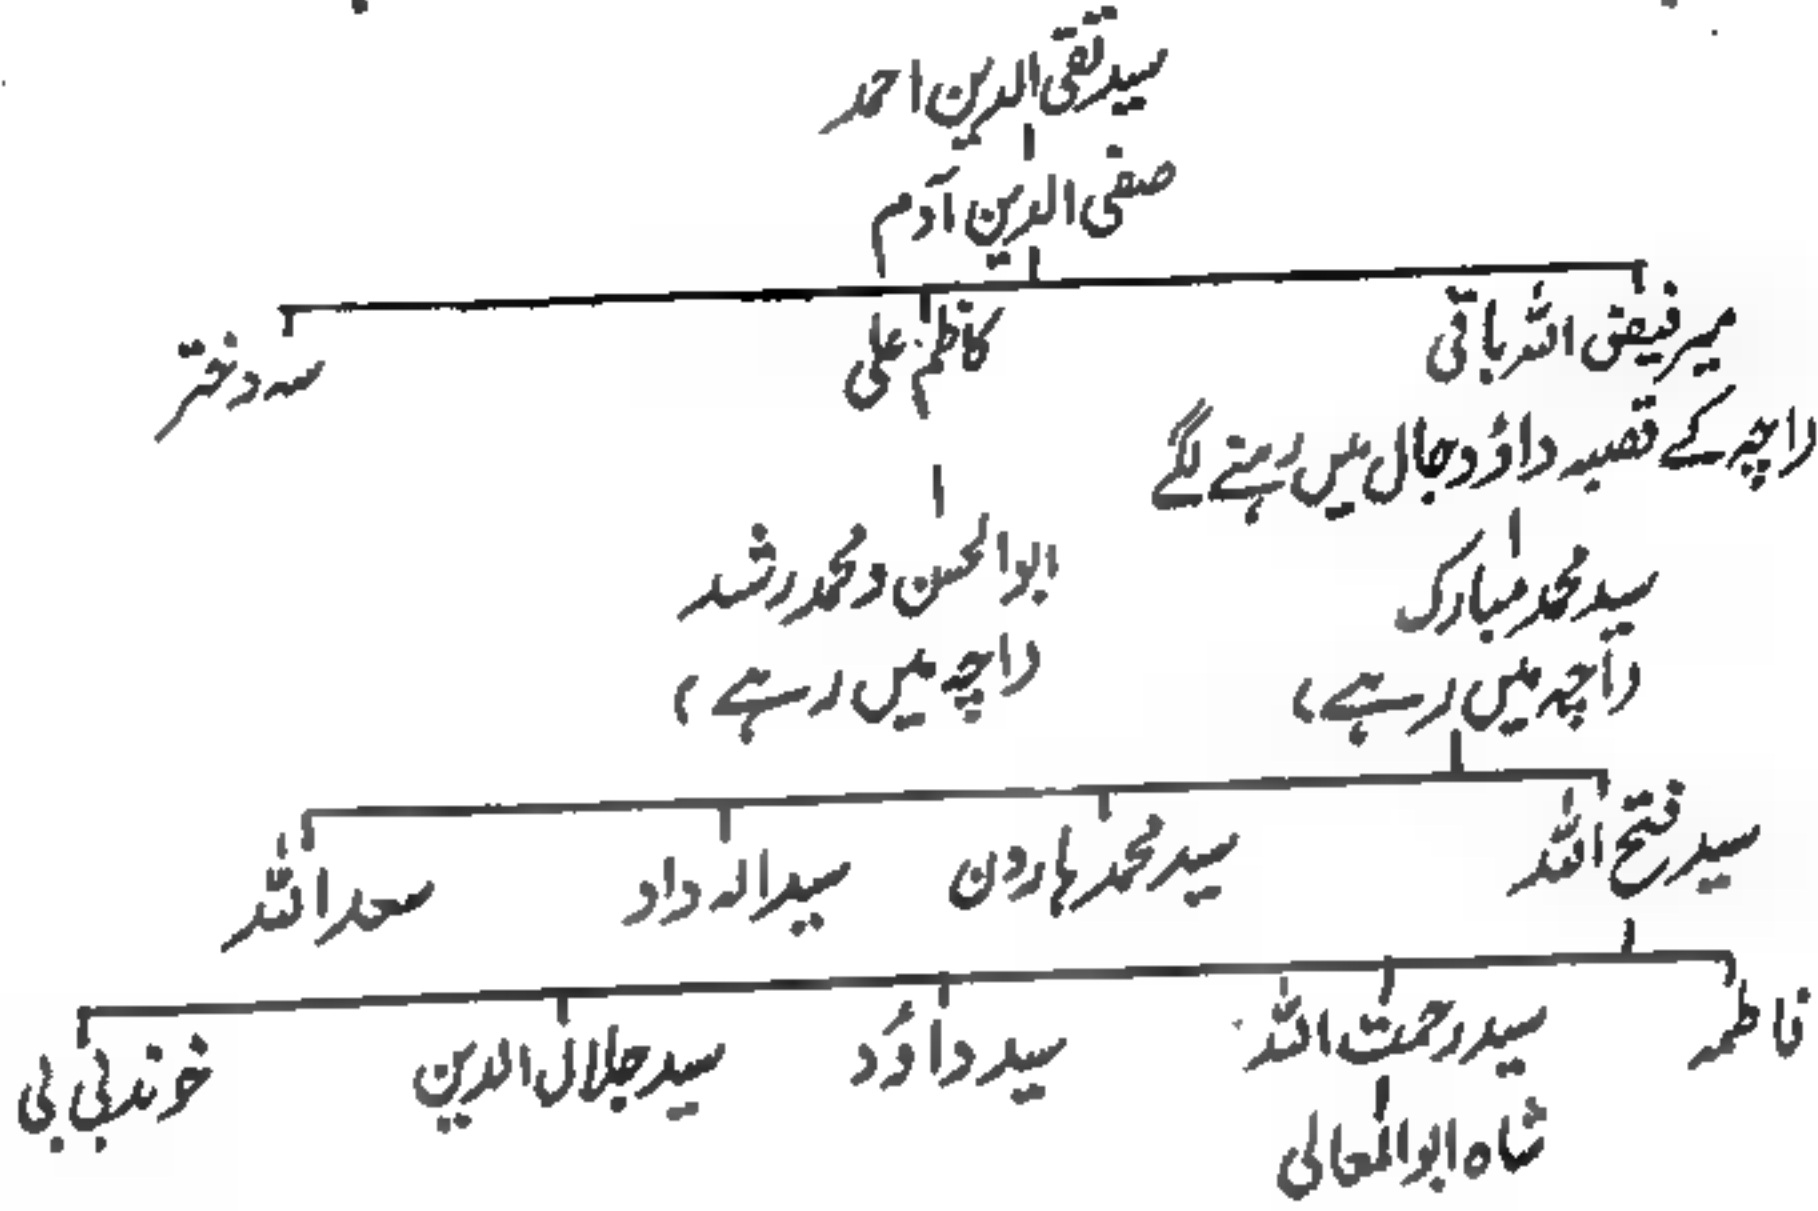 سید تقی الدین احمد
صفی الدین آدم
میر فیض اللہ باقی
کاظم علی
سہ دختر
داچہ کے قصبہ داؤد جال میں رہنے لگے
ابوالحسن و محمد رشد
سید محمد مبارک
داچہ میں رہے،
داچہ میں رہے،
سید فتح اللہ
سید محمد ہارون
سید الہ داد
سعد اللہ
فاطمہ
سید رحمت اللہ
سید داؤد
سید جلال الدین
خوند بی بی
شاہ ابوالمعالی